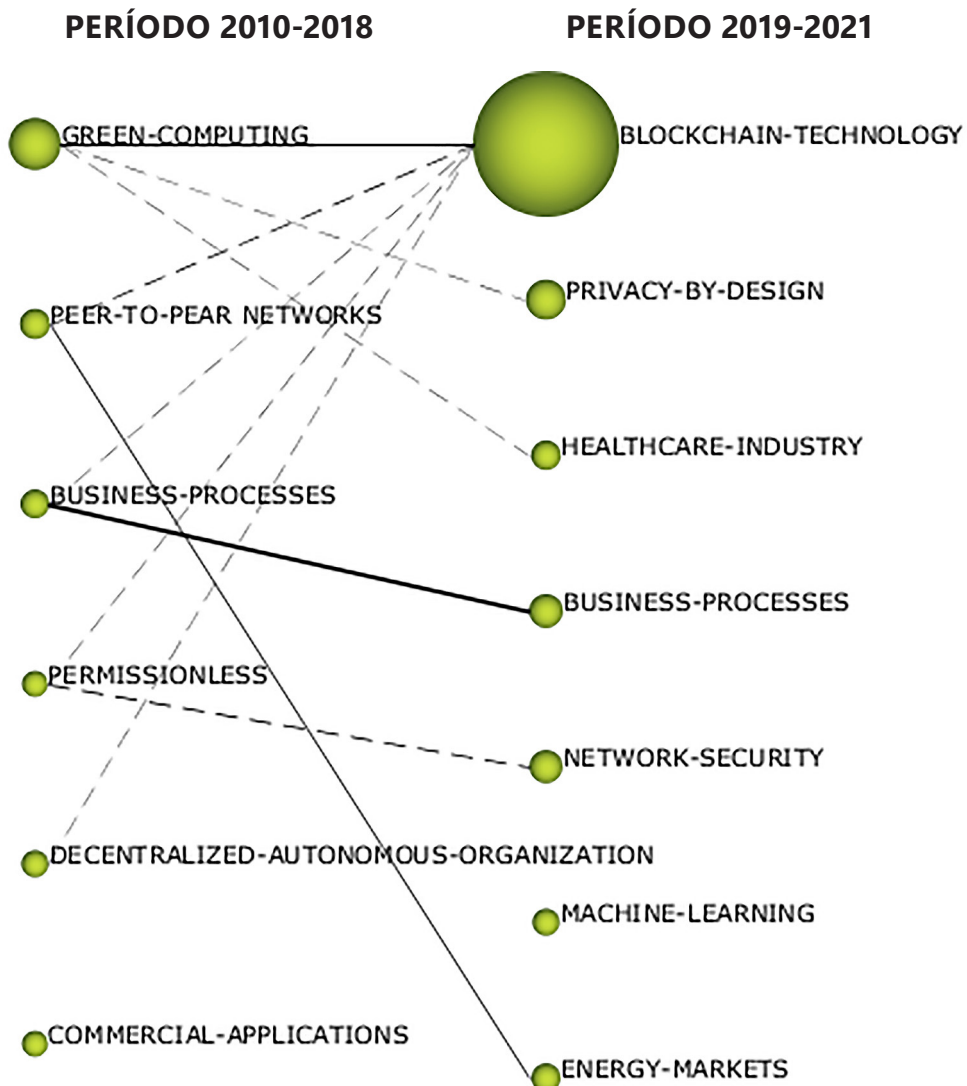 PERÍODO 2010-2018
PERÍODO 2019-2021
GREEN-COMPUTING
BLOCKCHAIN-TECHNOLOGY
PRIVACY-BY-DESIGN
PEER-TO-PEAR NETWORKS
HEALTHCARE-INDUSTRY
BUSINESS-PROCESSES
BUSINESS-PROCESSES
PERMISSIONLESS
NETWORK-SECURITY
DECENTRALIZED-AUTONOMOUS-ORGANIZATION
MACHINE-LEARNING
COMMERCIAL-APPLICATIONS
ENERGY-MARKETS